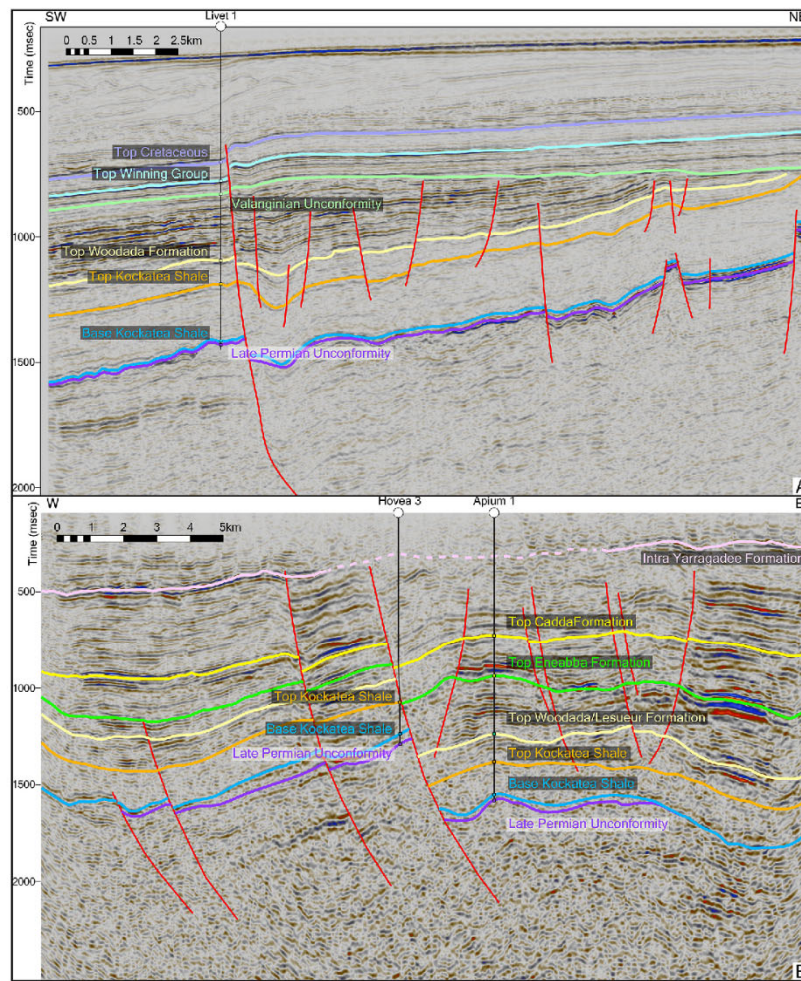 SW
Livet 1
NE
0 0.5 1 1.5 2 2.5km
Time (msec)
500
Top Cretaceous
Top Winning Group
Valanginian Unconformity
1000
Top Woodada Formation
Top Kockatea Shale
Base Kockatea Shale
Late Permian Unconformity
1500
2000
A
W
Hovea 3
Apium 1
E
0 1 2 3 4 5km
Time (msec)
Intra Yarragadee Formation
500
Top CaddaFormation
Top Eneabba Formation
1000
Top Kockatea Shale
Top Woodada/Lesueur Formation
Base Kockatea Shale
Late Permian Unconformity
Top Kockatea Shale
1500
Base Kockatea Shale
Late Permian Unconformity
2000